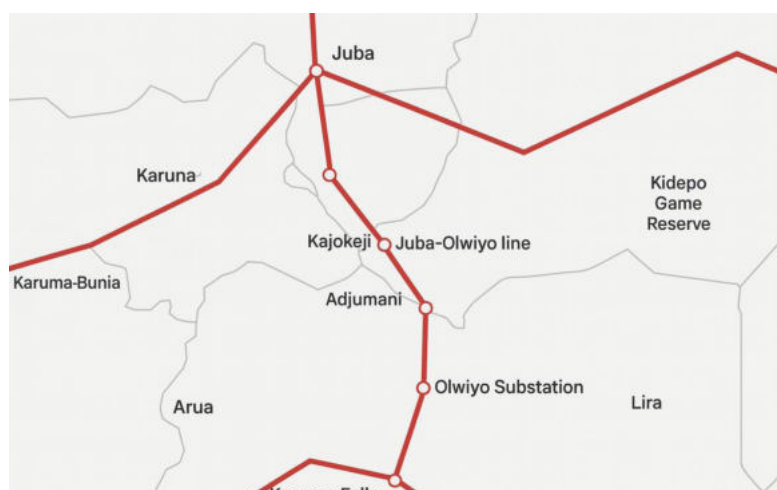 Juba
Karuna
Kidepo
Game
Reserve
Kajokeji
Juba-Olwiyo line
Karuma-Bunia
Adjumani
Olwiyo Substation
Arua
Lira